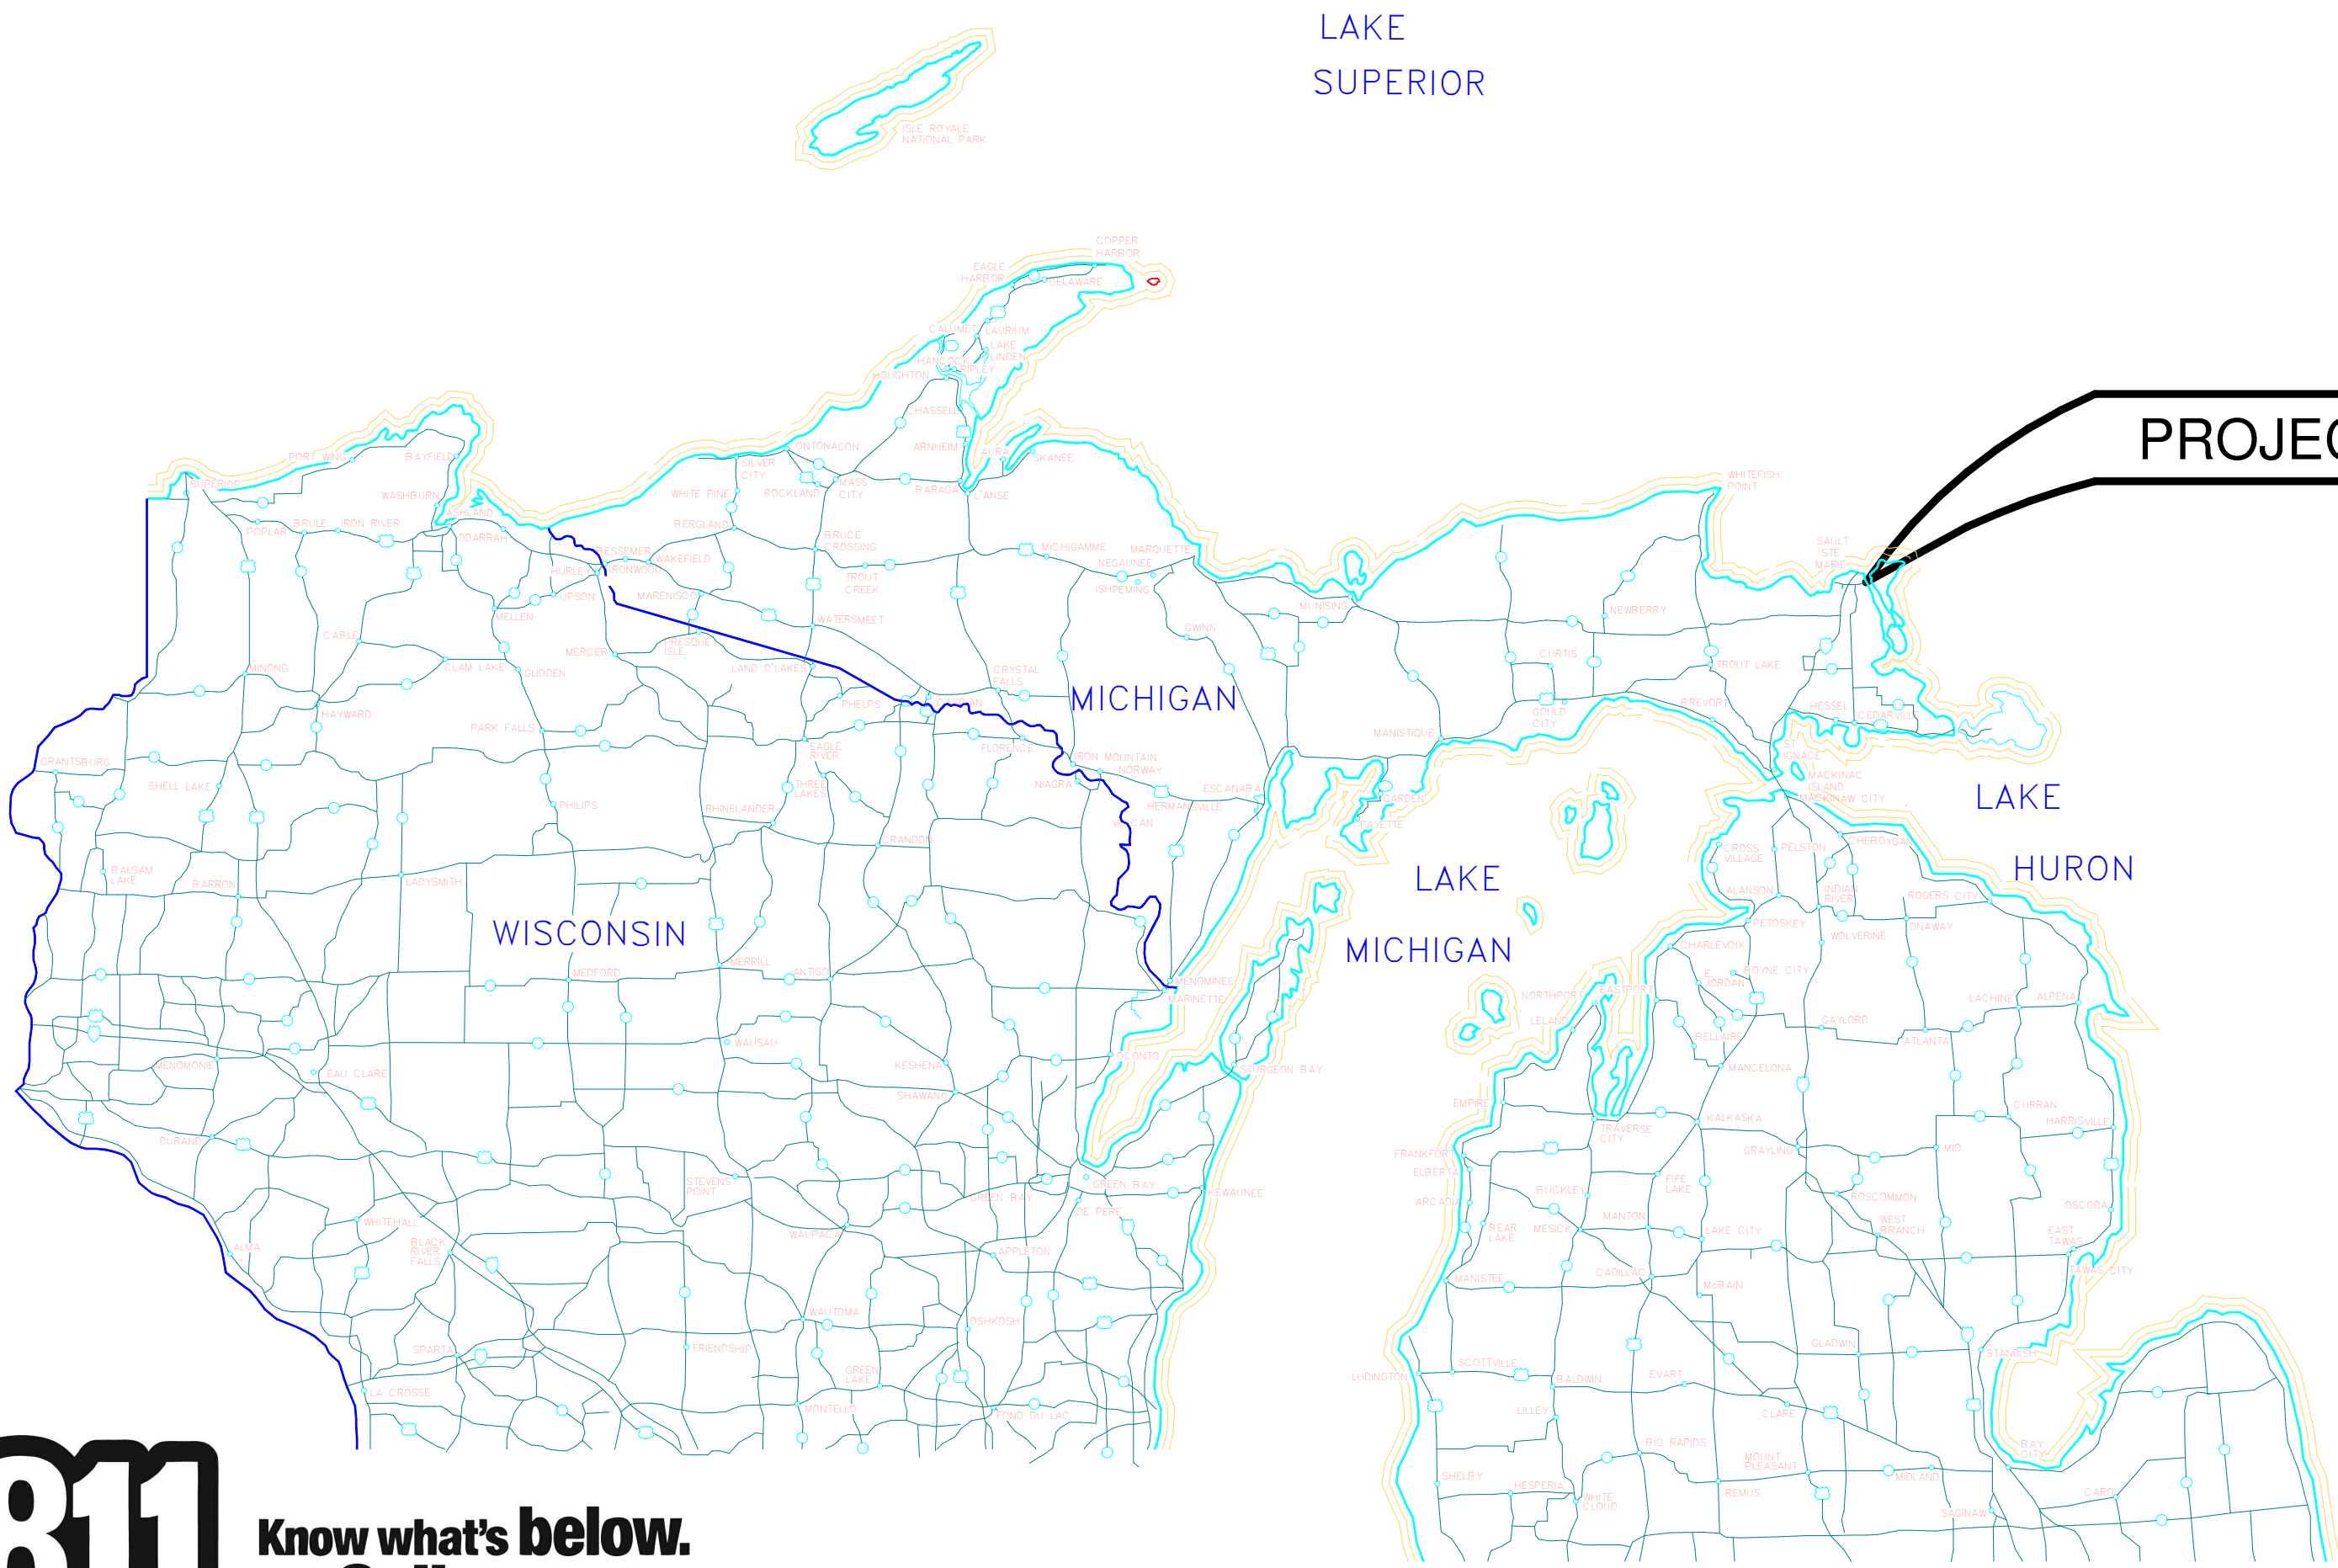 LAKE
SUPERIOR
ISLE ROYALE
NATIONAL PARK
COPPER
HARBOR
EAGLE
HARBOR
DELAWARE
CALUMET
LAURIUM
LAKE
LINDEN
HANCOCK
RIPLEY
HOUGHTON
CHASSELL
PROJEC
ONTONAGON
ARNHEIM
AURA
SKANEE
PORT WING
BAYFIELD
SILVER
CITY
WHITEFISH
POINT
SUPERIOR
WASHBURN
WHITE PINE
ROCKLAND
MASS
CITY
BARAGA
L'ANSE
ASHLAND
POPLAR
BRULE
IRON RIVER
ODARRAH
BERGLAND
BRUCE
CROSSING
MICHIGAMME
MARQUETTE
NEGAUNEE
ISHPEMING
SAULT
STE
MARIE
BESSEMER
WAKEFIELD
HURLEY
IRONWOOD
TROUT
CREEK
UPSON
MARENISCO
MUNISING
NEWBERRY
MELLEN
WATERSMEET
GWINN
CABLE
MERCER
PRESQUE
ISLE
MINONG
CLAM LAKE
GLIDDEN
LAND O'LAKES
CRYSTAL
FALLS
CURTIS
TROUT LAKE
MICHIGAN
HAYWARD
PHELPS
GOULD
CITY
BREVORT
HESSEL
CEDARVILLE
PARK FALLS
EAGLE
RIVER
FLORENCE
MANISTIQUE
ST
IGNACE
GRANTSBURG
SHELL LAKE
IRON MOUNTAIN
NORWAY
NIAGRA
THREE
LAKES
ESCANABA
HERMANSVILLE
MACKINAC
ISLAND
MACKINAW CITY
GARDEN
FAYETTE
LAKE
HURON
PHILIPS
RHINELANDER
VULCAN
CRANDON
CROSS
VILLAGE
PELSTON
CHEBOYGAN
BALSAM
LAKE
BARRON
LADYSMITH
LAKE
MICHIGAN
ALANSON
INDIAN
RIVER
ROGERS CITY
WISCONSIN
PETOSKEY
ONAWAY
CHARLEVOIX
WOLVERINE
MERRILL
ANTIGO
MEDFORD
MENOMINEE
MARINETTE
E.
JORDAN
BOYNE CITY
NORTHPORT
EASTPORT
LELAND
LACHINE
ALPENA
GAYLORD
BELLAIRE
ATLANTA
WAUSAU
MENOMONIE
EAU CLARE
KESHENA
OCONTO
STURGEON BAY
MANCELONA
SHAWANO
EMPIRE
KALKASKA
CURRAN
HARRISVILLE
DURAND
TRAVERSE
CITY
GRAYLING
MIO
FRANKFORT
ELBERTA
STEVENS
POINT
GREEN BAY
GREEN BAY
DE PERE
KEWAUNEE
ARCADIA
BUCKLEY
FIFE
LAKE
ROSCOMMON
OSCODA
WHITEHALL
WAUPACA
BEAR
LAKE
MESICK
MANTON
LAKE CITY
WEST
BRANCH
EAST
TAWAS
ALMA
BLACK
RIVER
FALLS
APPLETON
MANISTEE
CADILLAC
McBAIN
TAWAS CITY
WAUTOMA
OSHKOSH
SPARTA
FRIENDSHIP
GREEN
LAKE
GLADWIN
STANDISH
LUDINGTON
SCOTTVILLE
BALDWIN
EVART
LA CROSSE
MONTELLO
FOND DU LAC
LILLEY
CLARE
BIG RAPIDS
MOUNT
PLEASANT
BAY
CITY
SHELBY
HESPERIA
WHITE
CLOUD
REMUS
MIDLAND
SAGINAW
CARO
811
Know what's below.